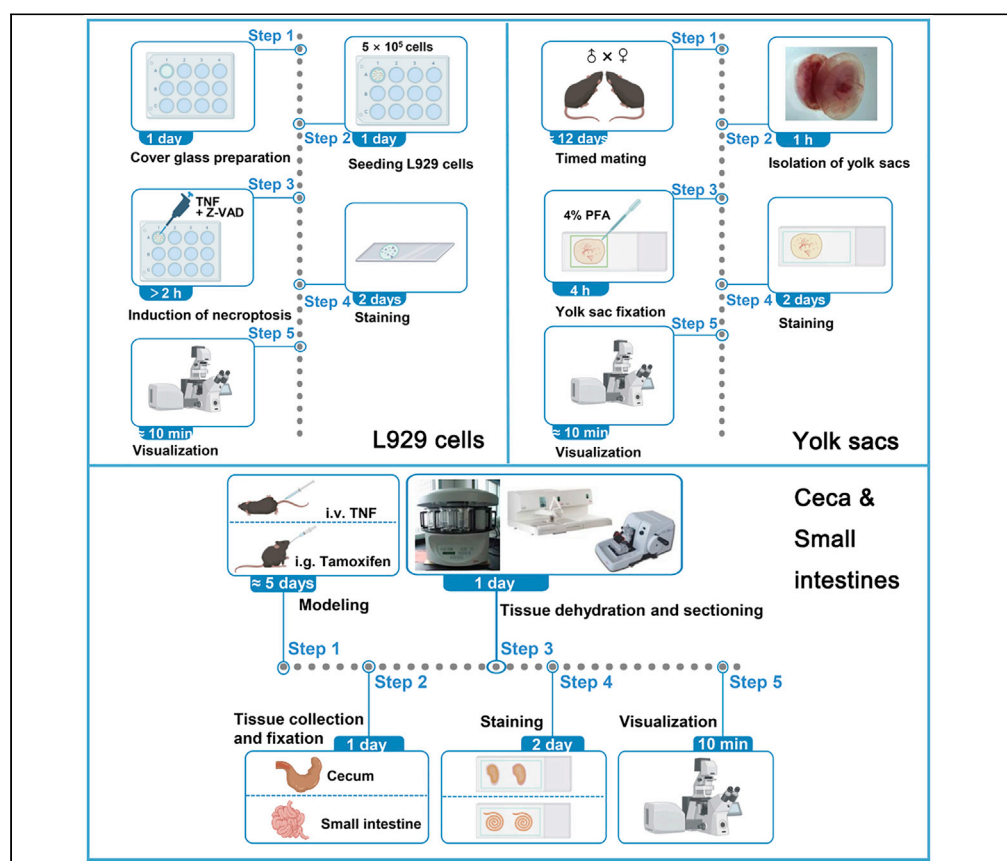 Step 1
1 day
Cover glass preparation
5 × 10⁵ cells
Step 2
1 day
Seeding L929 cells
Step 3
TNF
+ Z-VAD
> 2 h
Induction of necroptosis
Step 4
2 days
Staining
Step 5
≈ 10 min
Visualization
L929 cells
Step 1
♂ × ♀
≈ 12 days
Timed mating
Step 2
1 h
Isolation of yolk sacs
Step 3
4% PFA
4 h
Yolk sac fixation
Step 4
2 days
Staining
Step 5
≈ 10 min
Visualization
Yolk sacs
Ceca &
Small
intestines
i.v. TNF
i.g. Tamoxifen
≈ 5 days
Modeling
Step 1
1 day
Tissue dehydration and sectioning
Step 3
Step 2
Tissue collection
and fixation
1 day
Cecum
Small intestine
Step 4
Staining
2 day
Step 5
Visualization
10 min